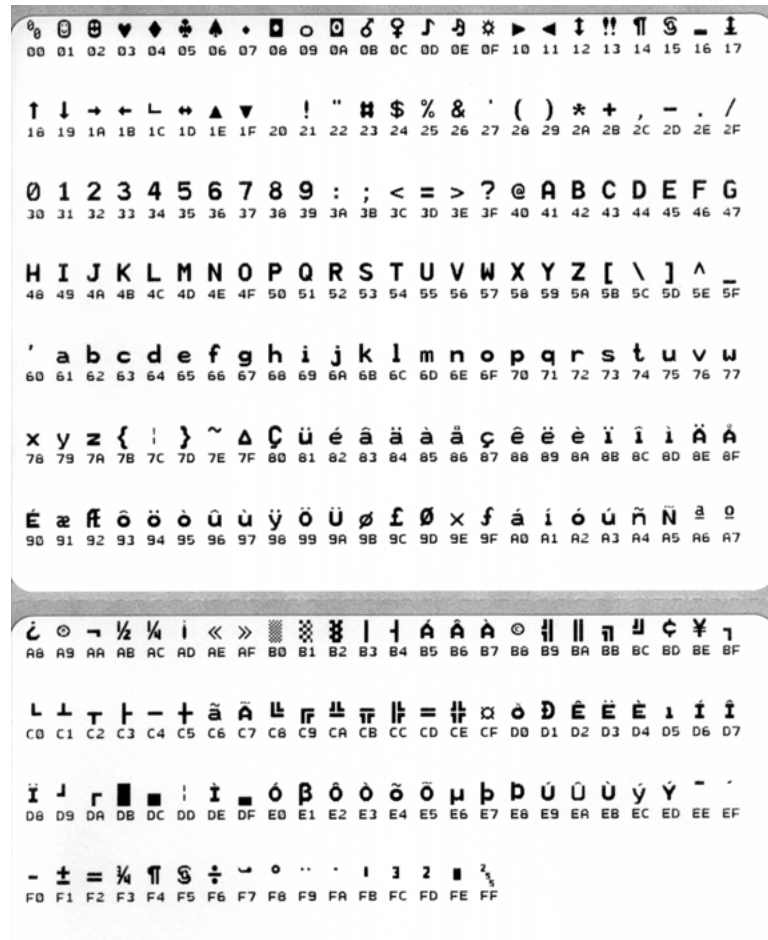 ⁰₀ ☺ ☻ ♥ ♦ ♣ ♠ • ◘ ○ ◙ ♂ ♀ ♪ ♫ ☼ ► ◄ ↕ ‼ ¶ § ▬ ↨
00 01 02 03 04 05 06 07 08 09 0A 0B 0C 0D 0E 0F 10 11 12 13 14 15 16 17
↑ ↓ → ← ∟ ↔ ▲ ▼ ! " # $ % & ' ( ) * + , - . /
18 19 1A 1B 1C 1D 1E 1F 20 21 22 23 24 25 26 27 28 29 2A 2B 2C 2D 2E 2F
0 1 2 3 4 5 6 7 8 9 : ; < = > ? @ A B C D E F G
30 31 32 33 34 35 36 37 38 39 3A 3B 3C 3D 3E 3F 40 41 42 43 44 45 46 47
H I J K L M N O P Q R S T U V W X Y Z [ \ ] ^ _
48 49 4A 4B 4C 4D 4E 4F 50 51 52 53 54 55 56 57 58 59 5A 5B 5C 5D 5E 5F
' a b c d e f g h i j k l m n o p q r s t u v w
60 61 62 63 64 65 66 67 68 69 6A 6B 6C 6D 6E 6F 70 71 72 73 74 75 76 77
x y z { ¦ } ~ ∆ Ç ü é â ä à å ç ê ë è ï î ì Ä Å
78 79 7A 7B 7C 7D 7E 7F 80 81 82 83 84 85 86 87 88 89 8A 8B 8C 8D 8E 8F
É æ Æ ô ö ò û ù ÿ Ö Ü ø £ Ø × ƒ á í ó ú ñ Ñ ª º
90 91 92 93 94 95 96 97 98 99 9A 9B 9C 9D 9E 9F A0 A1 A2 A3 A4 A5 A6 A7
¿ ® ¬ ½ ¼ ¡ « » ░ ▒ ▓ │ ┤ Á Â À © ╣ ║ ╗ ╝ ¢ ¥ ┐
A8 A9 AA AB AC AD AE AF B0 B1 B2 B3 B4 B5 B6 B7 B8 B9 BA BB BC BD BE BF
└ ┴ ┬ ├ ─ ┼ ã Ã ╚ ╔ ╩ ╦ ╠ ═ ╬ ¤ ð Ð Ê Ë È ı Í Î
C0 C1 C2 C3 C4 C5 C6 C7 C8 C9 CA CB CC CD CE CF D0 D1 D2 D3 D4 D5 D6 D7
Ï ┘ ┌ █ ▄ ¦ Ì ▬ Ó β Ô Ò õ Õ µ þ Þ Ú Û Ù ý Ý ¯ ´
D8 D9 DA DB DC DD DE DF E0 E1 E2 E3 E4 E5 E6 E7 E8 E9 EA EB EC ED EE EF
- ± = ¾ ¶ § ÷ ¸ ° ¨ · ı ³ ² ■ ²₅₅
F0 F1 F2 F3 F4 F5 F6 F7 F8 F9 FA FB FC FD FE FF